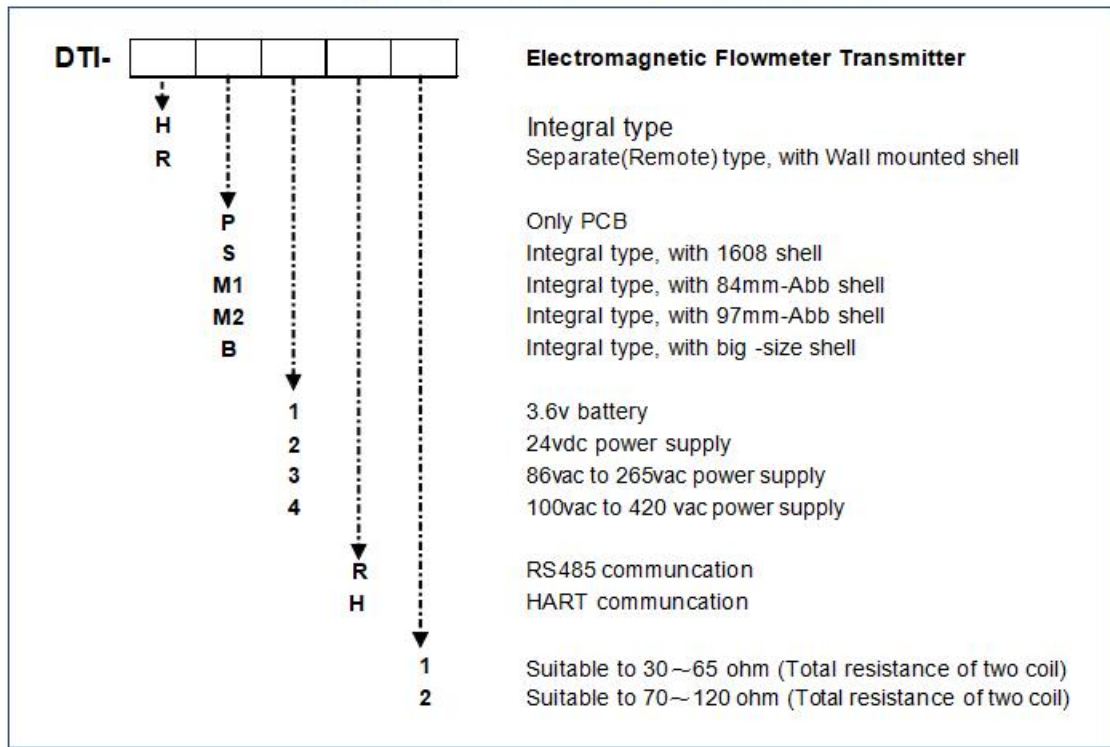 DTI- Electromagnetic Flowmeter Transmitter
H Integral type
R Separate(Remote) type, with Wall mounted shell
P Only PCB
S Integral type, with 1608 shell
M1 Integral type, with 84mm-Abb shell
M2 Integral type, with 97mm-Abb shell
B Integral type, with big -size shell
1 3.6v battery
2 24vdc power supply
3 86vac to 265vac power supply
4 100vac to 420 vac power supply
R RS485 communcation
H HART communcation
1 Suitable to 30~65 ohm (Total resistance of two coil)
2 Suitable to 70~120 ohm (Total resistance of two coil)